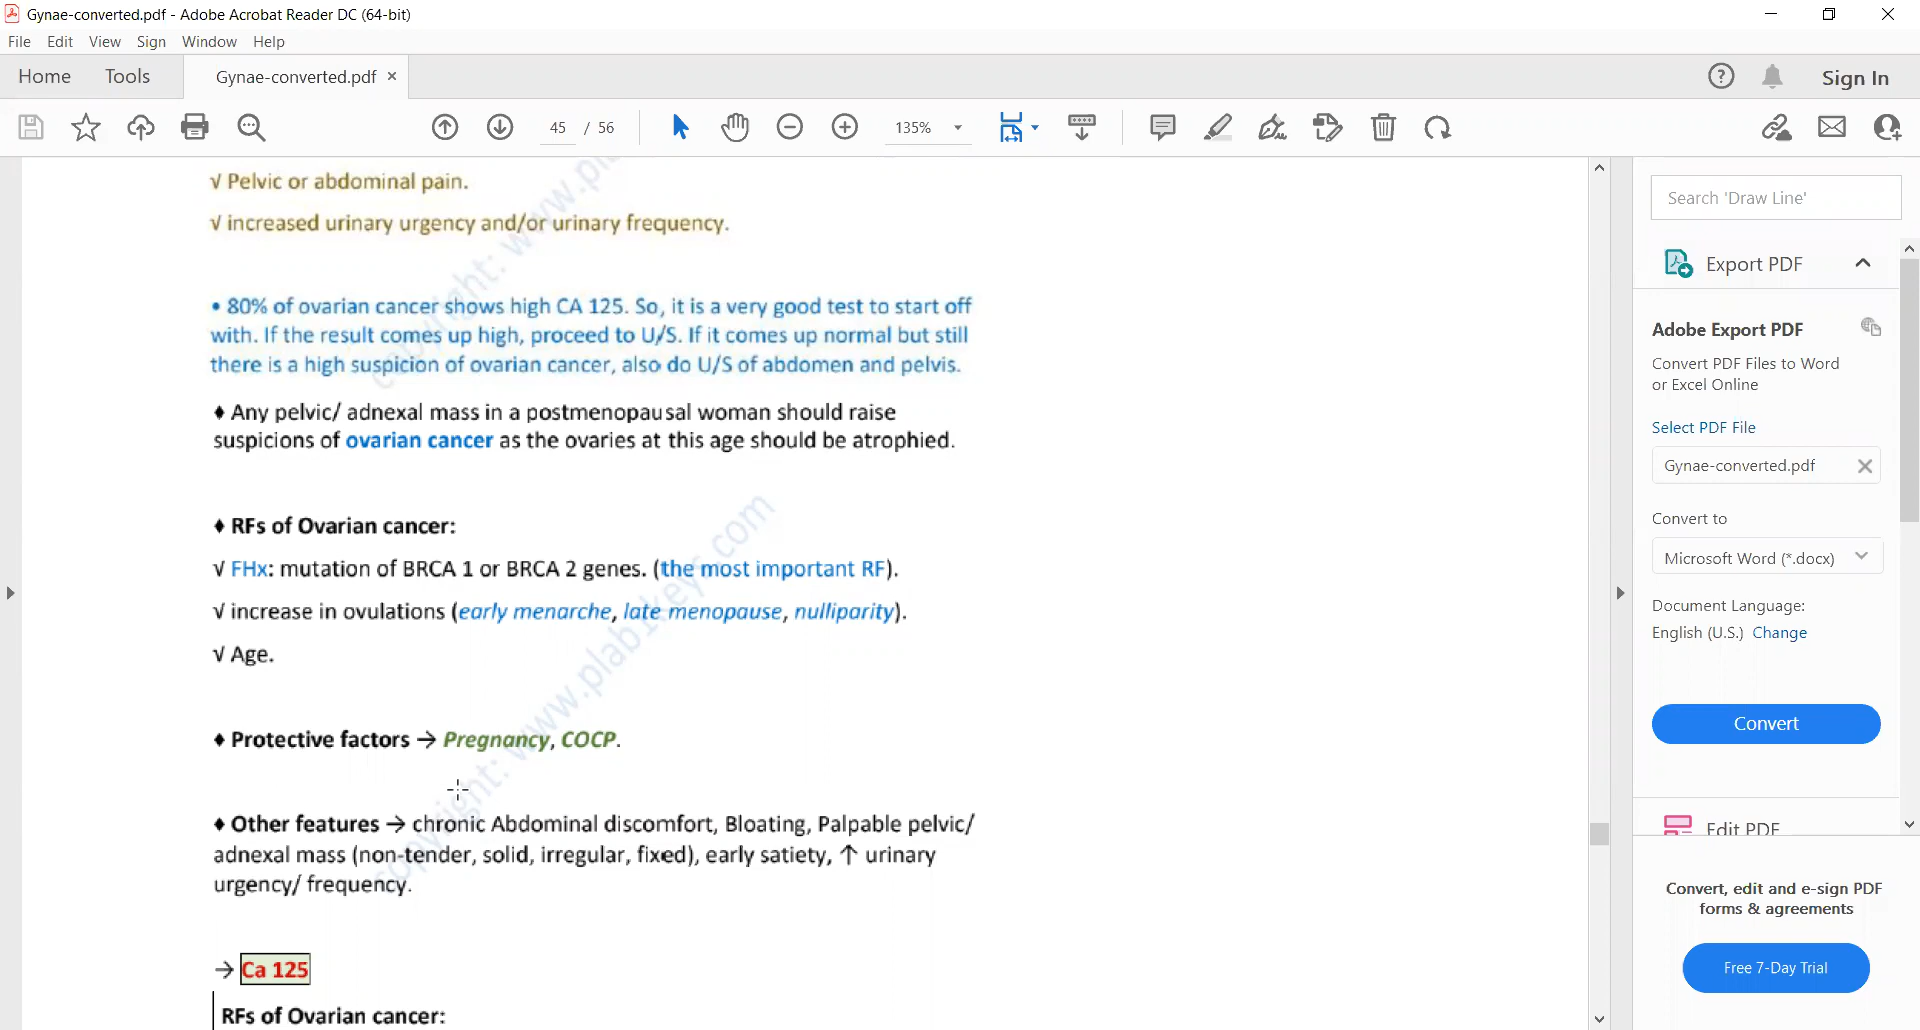 Gynae-converted.pdf - Adobe Acrobat Reader DC (64-bit)
File Edit View Sign Window Help
Home Tools Gynae-converted.pdf × Sign In
45 / 56 135%
√ Pelvic or abdominal pain.
√ increased urinary urgency and/or urinary frequency.
• 80% of ovarian cancer shows high CA 125. So, it is a very good test to start off
with. If the result comes up high, proceed to U/S. If it comes up normal but still
there is a high suspicion of ovarian cancer, also do U/S of abdomen and pelvis.
♦ Any pelvic/ adnexal mass in a postmenopausal woman should raise
suspicions of ovarian cancer as the ovaries at this age should be atrophied.
♦ RFs of Ovarian cancer:
√ FHx: mutation of BRCA 1 or BRCA 2 genes. (the most important RF).
√ increase in ovulations (early menarche, late menopause, nulliparity).
√ Age.
♦ Protective factors → Pregnancy, COCP.
♦ Other features → chronic Abdominal discomfort, Bloating, Palpable pelvic/
adnexal mass (non-tender, solid, irregular, fixed), early satiety, ↑ urinary
urgency/ frequency.
→ Ca 125
RFs of Ovarian cancer:
copyright: www.pla
copyright: www.plabkeys.com
Search 'Draw Line'
Export PDF
Adobe Export PDF
Convert PDF Files to Word
or Excel Online
Select PDF File
Gynae-converted.pdf
Convert to
Microsoft Word (*.docx)
Document Language:
English (U.S.) Change
Convert
Edit PDF
Convert, edit and e-sign PDF
forms & agreements
Free 7-Day Trial